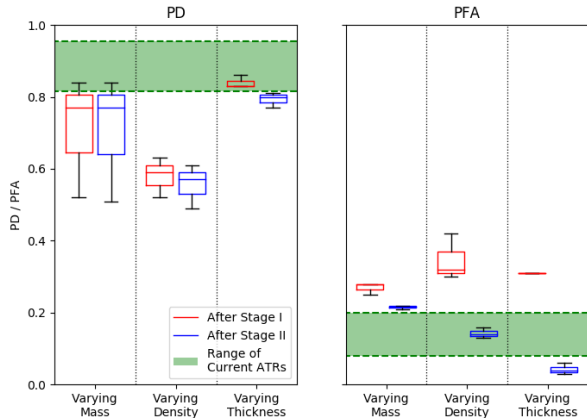 PD
PFA
PD / PFA
1.0
0.8
0.6
0.4
0.2
0.0
After Stage I
After Stage II
Range of
Current ATRs
Varying
Mass
Varying
Density
Varying
Thickness
Varying
Mass
Varying
Density
Varying
Thickness